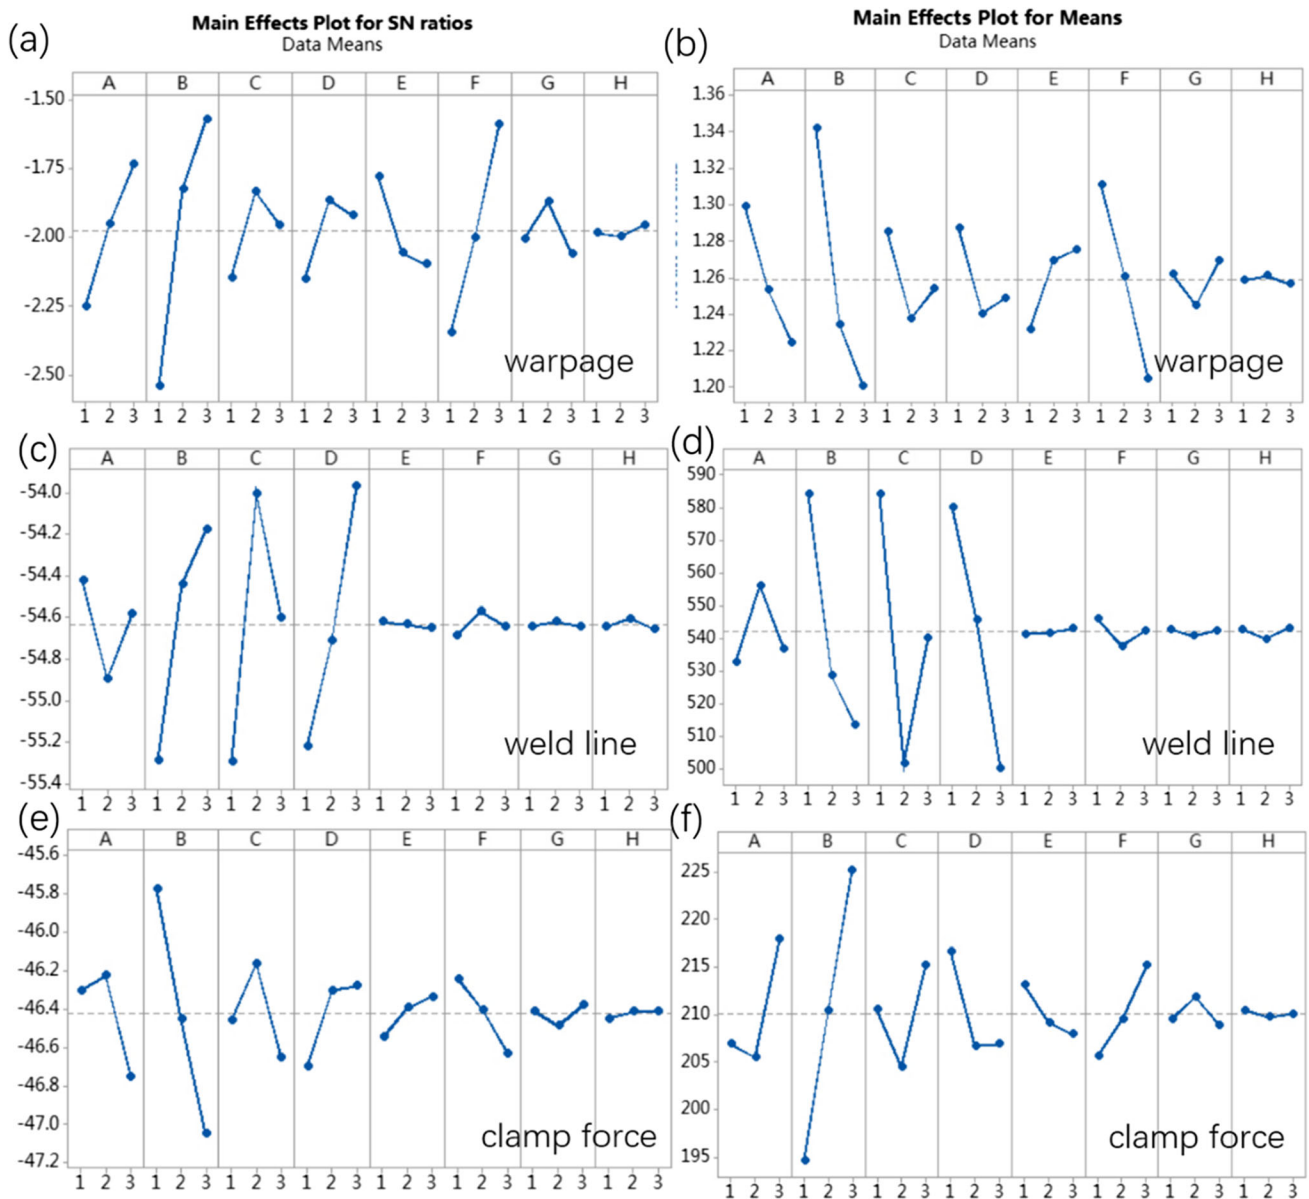 (a)
Main Effects Plot for SN ratios
Data Means
A B C D E F G H
-1.50
-1.75
-2.00
-2.25
-2.50
warpage
1 2 3 1 2 3 1 2 3 1 2 3 1 2 3 1 2 3 1 2 3 1 2 3
(b)
Main Effects Plot for Means
Data Means
A B C D E F G H
1.36
1.34
1.32
1.30
1.28
1.26
1.24
1.22
1.20
warpage
1 2 3 1 2 3 1 2 3 1 2 3 1 2 3 1 2 3 1 2 3 1 2 3
(c)
A B C D E F G H
-54.0
-54.2
-54.4
-54.6
-54.8
-55.0
-55.2
-55.4
weld line
1 2 3 1 2 3 1 2 3 1 2 3 1 2 3 1 2 3 1 2 3 1 2 3
(d)
A B C D E F G H
590
580
570
560
550
540
530
520
510
500
weld line
1 2 3 1 2 3 1 2 3 1 2 3 1 2 3 1 2 3 1 2 3 1 2 3
(e)
A B C D E F G H
-45.6
-45.8
-46.0
-46.2
-46.4
-46.6
-46.8
-47.0
-47.2
clamp force
1 2 3 1 2 3 1 2 3 1 2 3 1 2 3 1 2 3 1 2 3 1 2 3
(f)
A B C D E F G H
225
220
215
210
205
200
195
clamp force
1 2 3 1 2 3 1 2 3 1 2 3 1 2 3 1 2 3 1 2 3 1 2 3